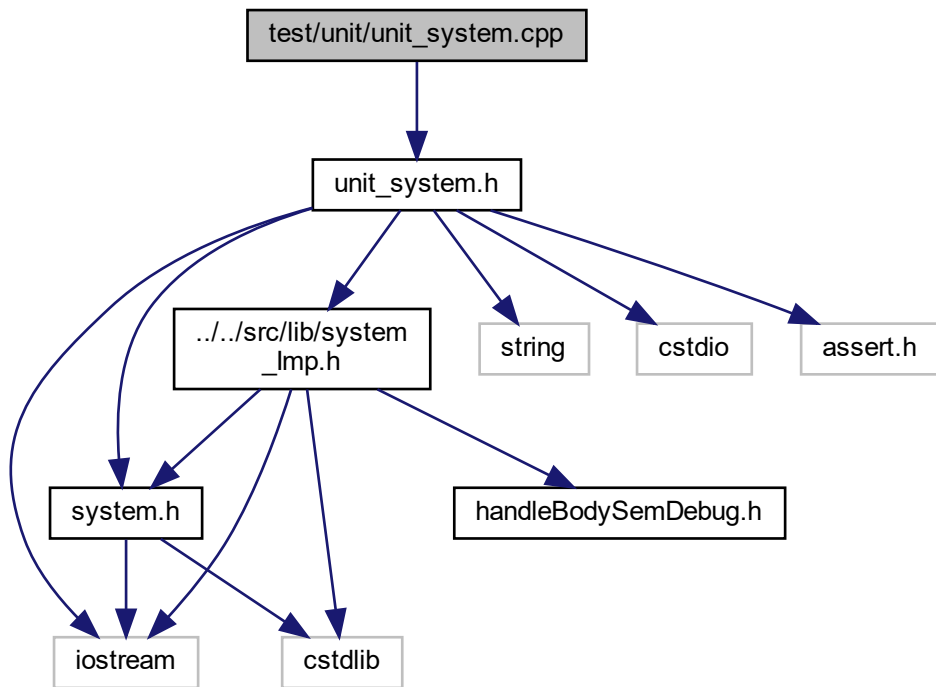 test/unit/unit_system.cpp
unit_system.h
../../src/lib/system
_Imp.h
string
cstdio
assert.h
system.h
handleBodySemDebug.h
iostream
cstdlib